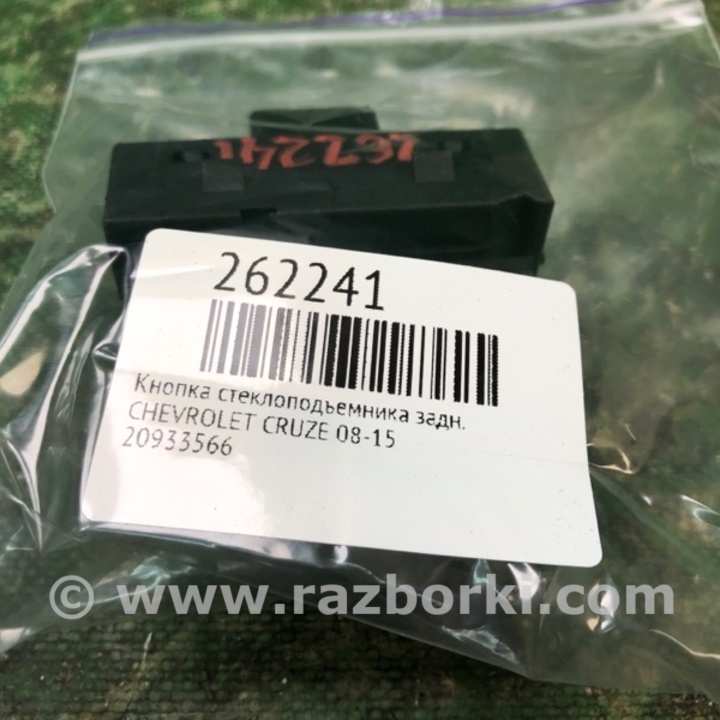 262241
262241
Кнопка стеклоподъемника задн.
CHEVROLET CRUZE 08-15
20933566
© www.razborki.com